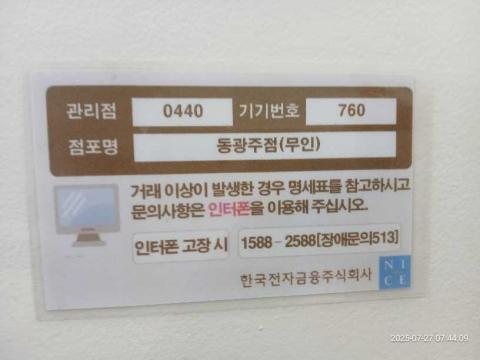 관리점 0440 기기번호 760
점포명 동광주점(무인)
거래 이상이 발생한 경우 명세표를 참고하시고
문의사항은 인터폰을 이용해 주십시오.
인터폰 고장 시 1588-2588[장애문의513]
한국전자금융주식회사
NI
CE
2025-07-27 07:44:09